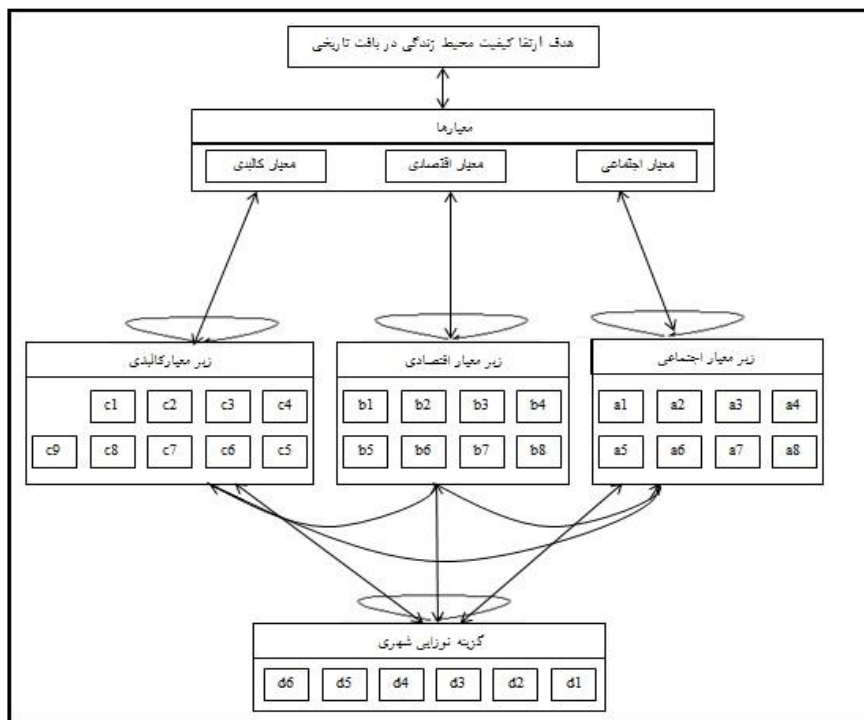 هدف ارتقا کیفیت محیط زندگی در بافت تاریخی
معیارها
معیار اجتماعی معیار اقتصادی معیار کالبدی
زیر معیار اجتماعی زیر معیار اقتصادی زیر معیارکالبدی
c1 c2 c3 c4 b1 b2 b3 b4 a1 a2 a3 a4
c9 c8 c7 c6 c5 b5 b6 b7 b8 a5 a6 a7 a8
گزینه نوزایی شهری
d6 d5 d4 d3 d2 d1